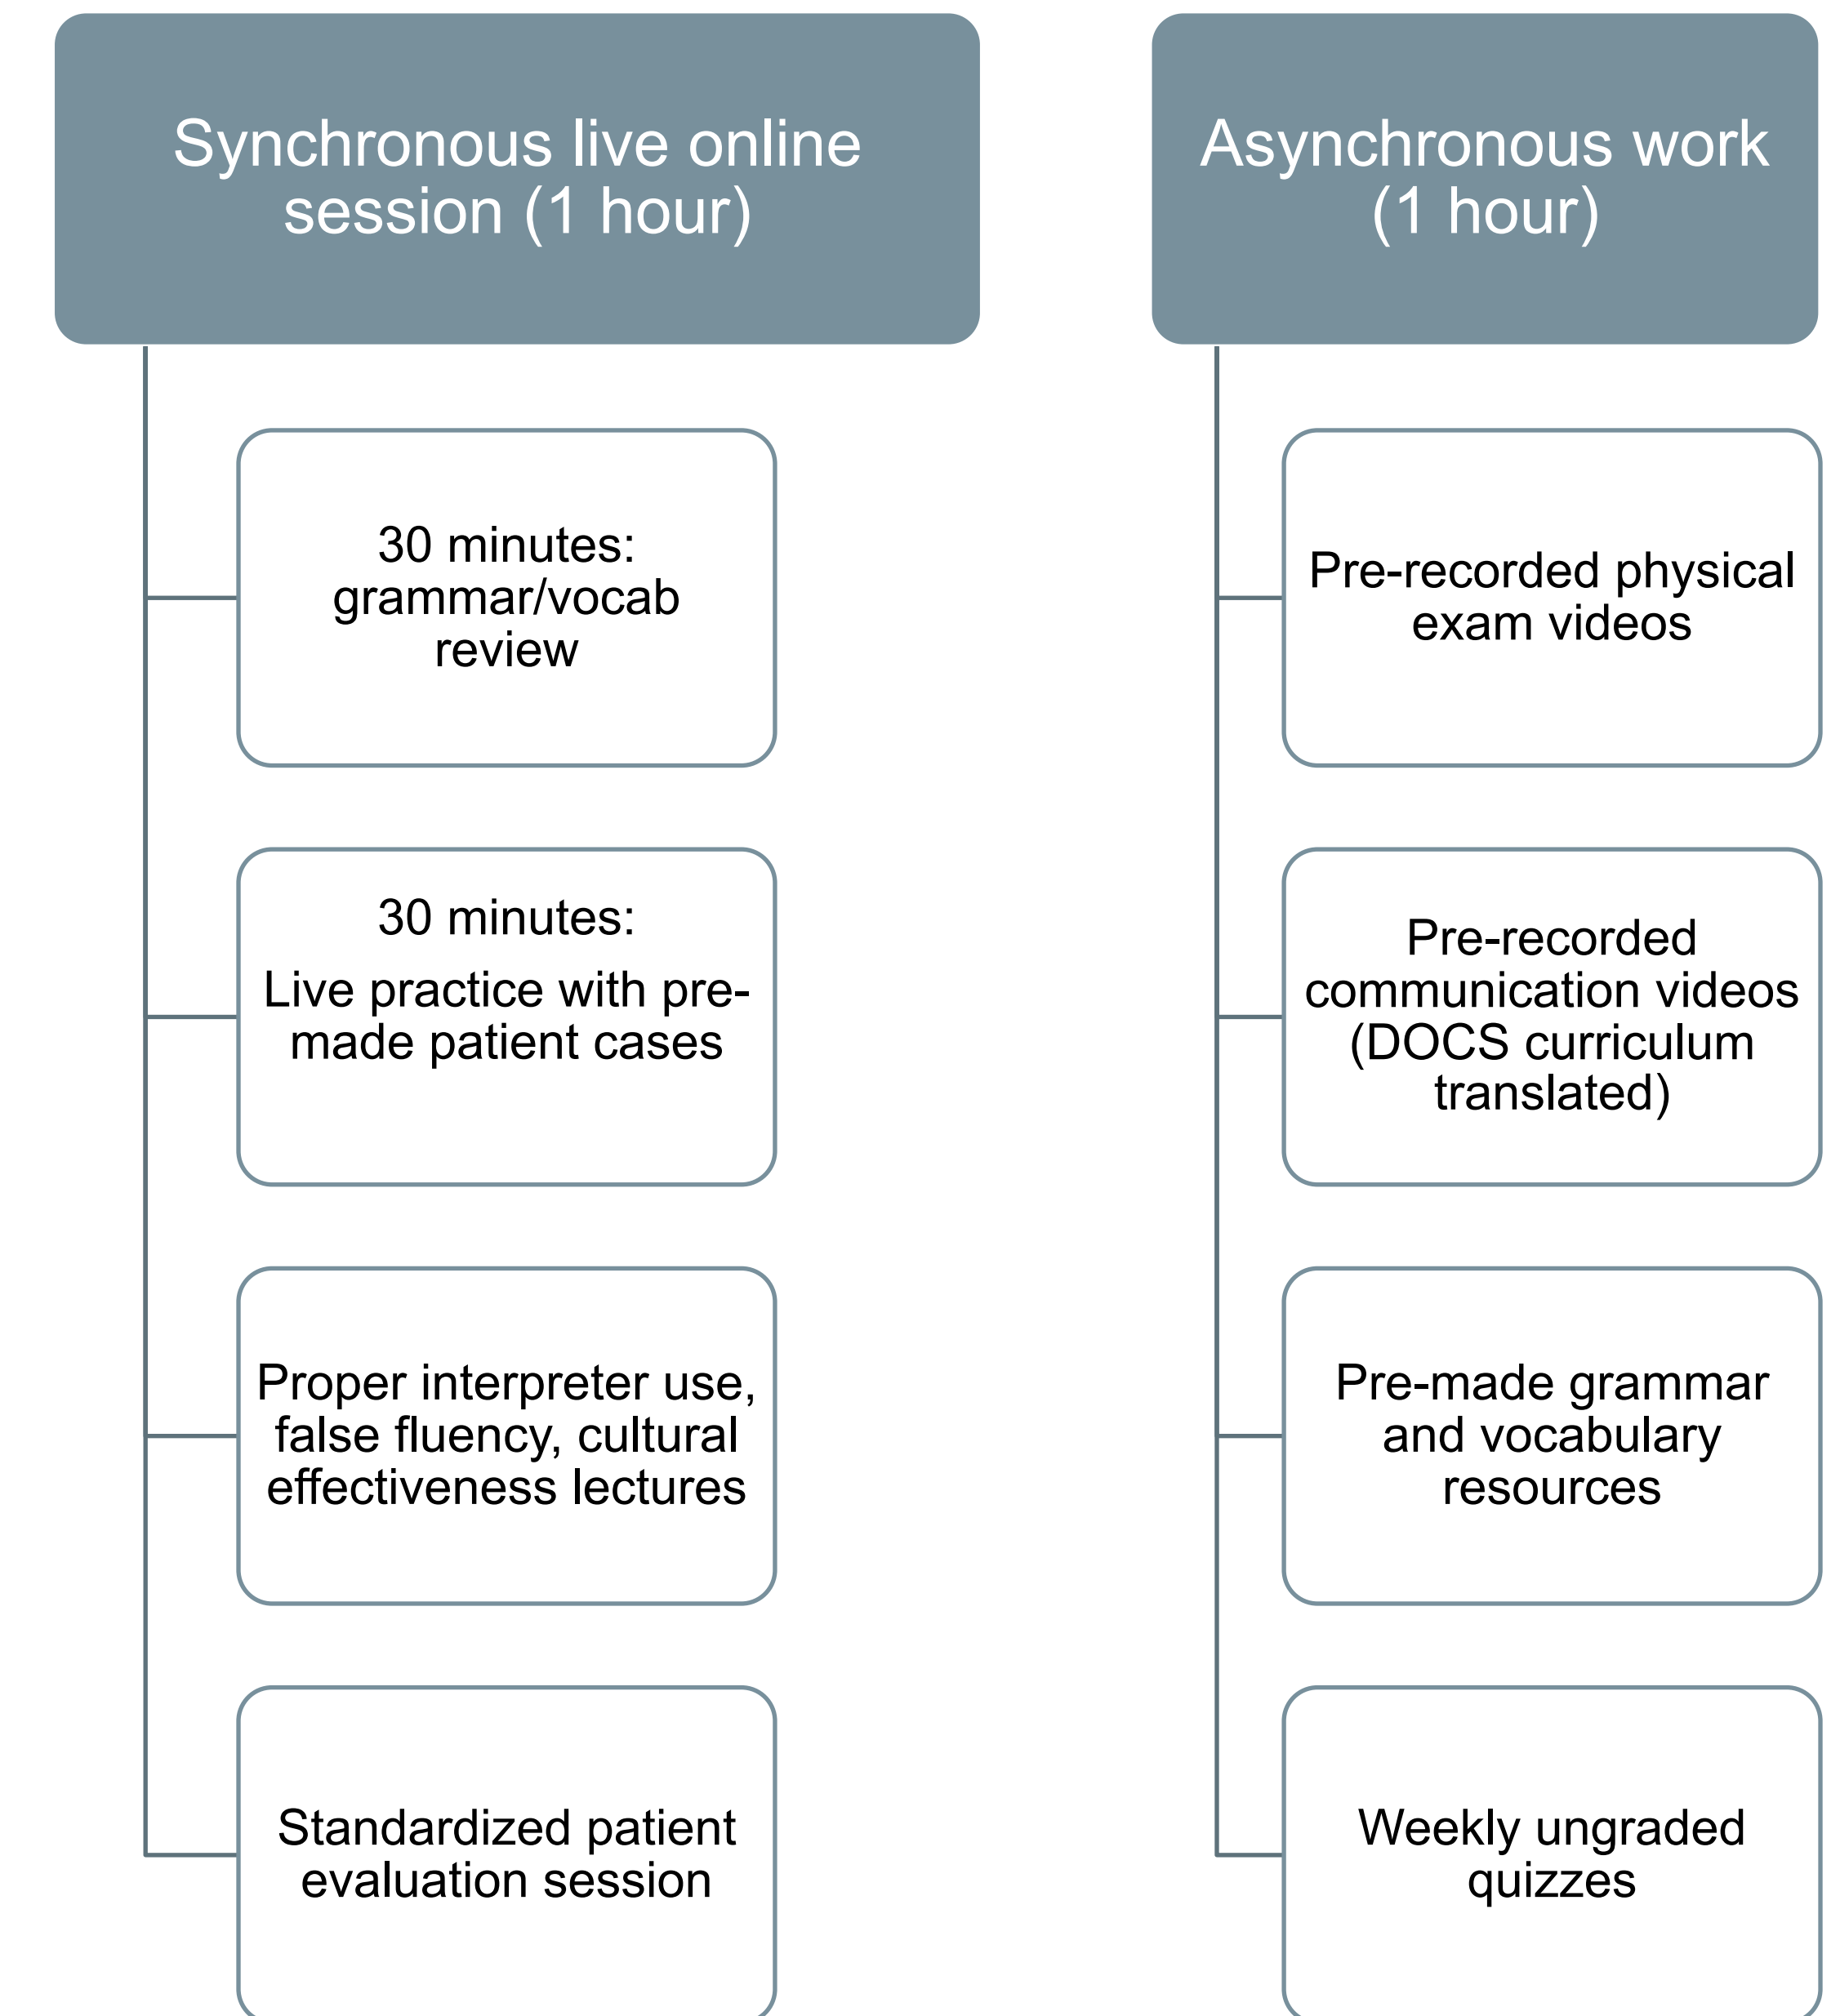 Synchronous live online
session (1 hour)
30 minutes:
grammar/vocab
review
30 minutes:
Live practice with pre-
made patient cases
Proper interpreter use,
false fluency, cultural
effectiveness lectures
Standardized patient
evaluation session
Asynchronous work
(1 hour)
Pre-recorded physical
exam videos
Pre-recorded
communication videos
(DOCS curriculum
translated)
Pre-made grammar
and vocabulary
resources
Weekly ungraded
quizzes